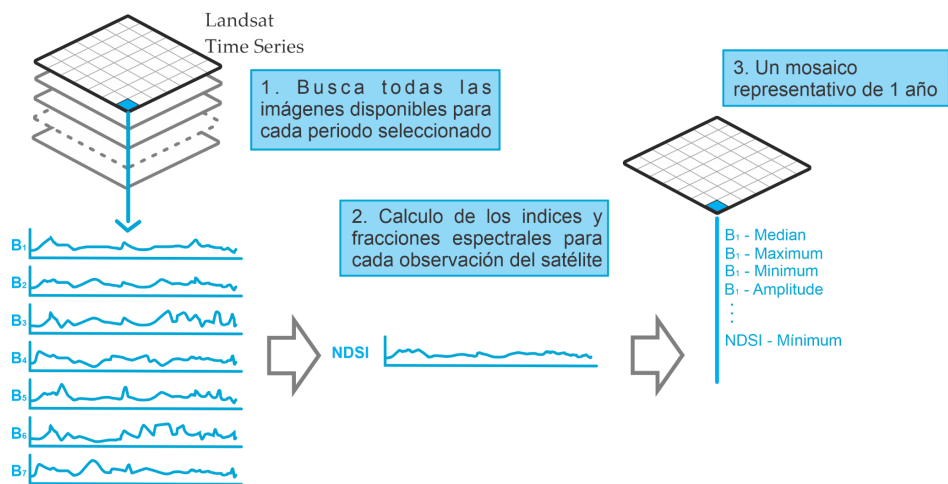 Landsat
Time Series
1. Busca todas las
imágenes disponibles para
cada periodo seleccionado
3. Un mosaico
representativo de 1 año
2. Calculo de los indices y
fracciones espectrales para
cada observación del satélite
B₁
B₂
B₃
B₄
B₅
B₆
B₇
NDSI
B₁ - Median
B₁ - Maximum
B₁ - Minimum
B₁ - Amplitude
⋮
NDSI - Mínimum